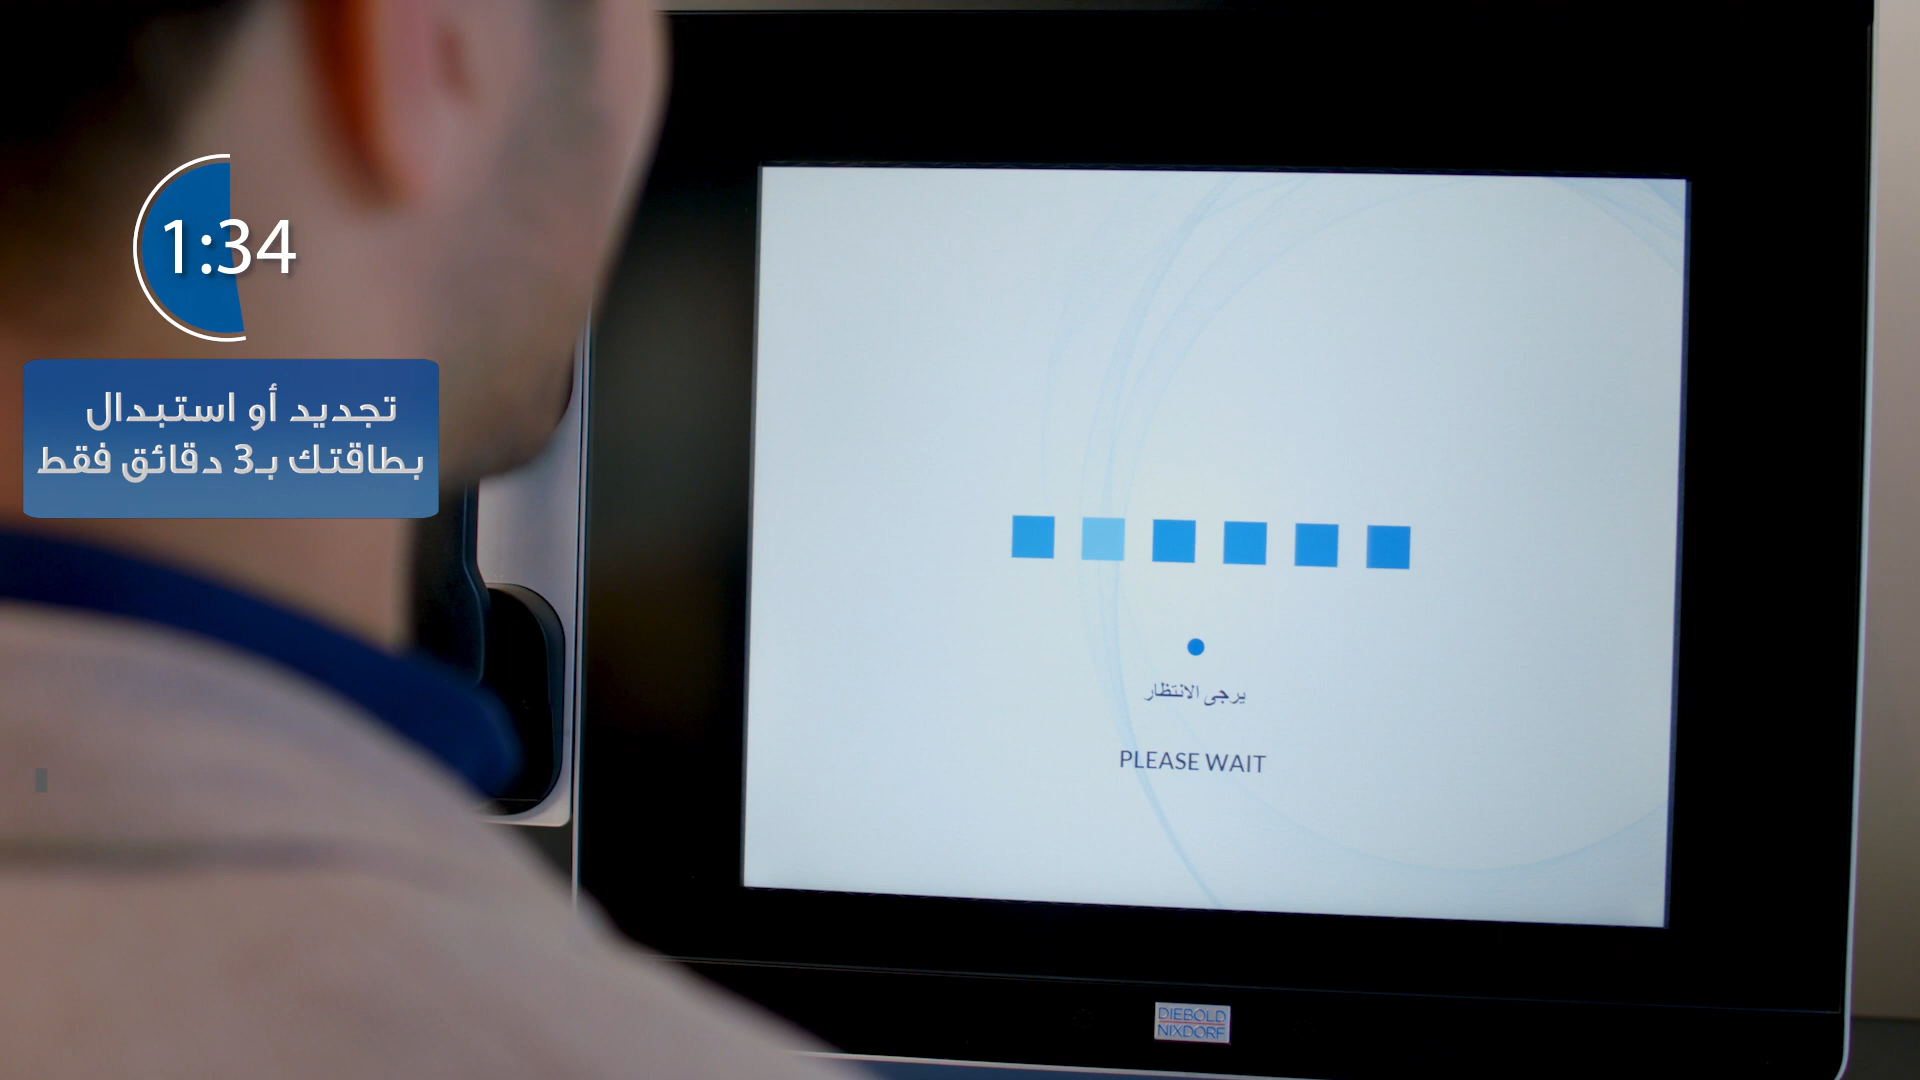 1:34
تجديد أو استبدال
بطاقتك بـ3 دقائق فقط
يرجى الانتظار
PLEASE WAIT
DIEBOLD
NIXDORF